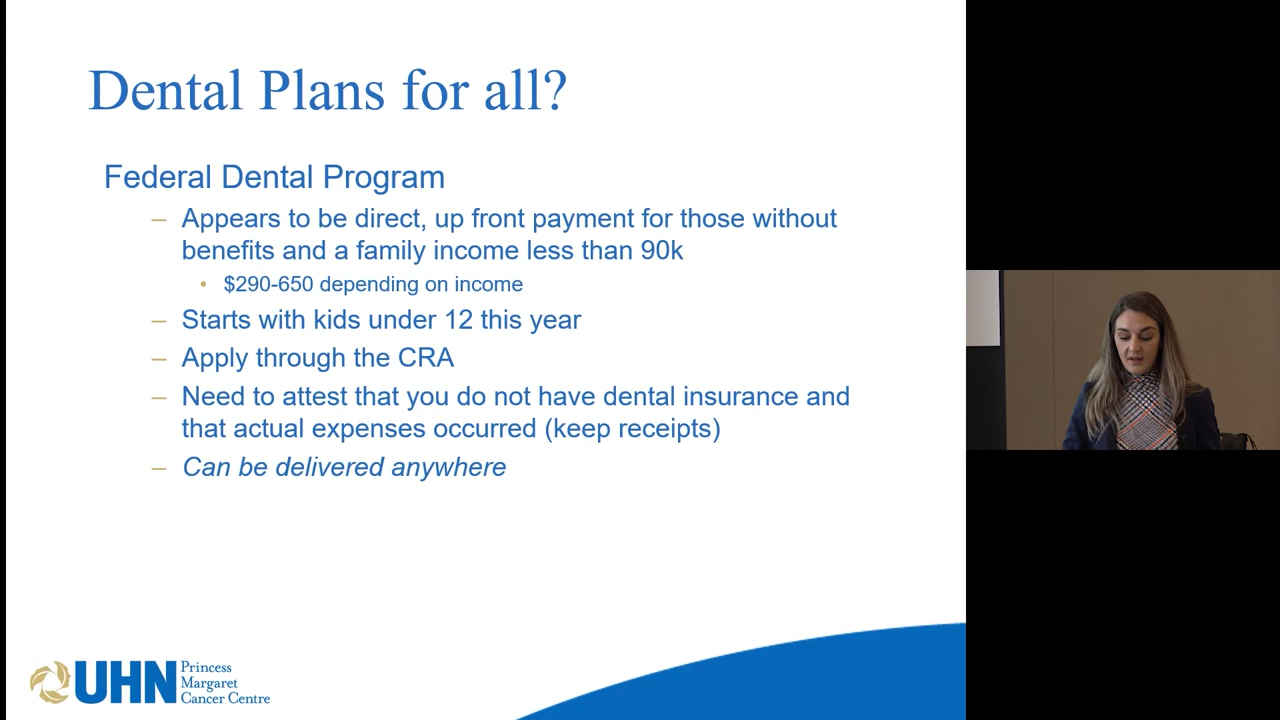 Dental Plans for all?
Federal Dental Program
– Appears to be direct, up front payment for those without
benefits and a family income less than 90k
• $290-650 depending on income
– Starts with kids under 12 this year
– Apply through the CRA
– Need to attest that you do not have dental insurance and
that actual expenses occurred (keep receipts)
– Can be delivered anywhere
UHN
Princess
Margaret
Cancer Centre